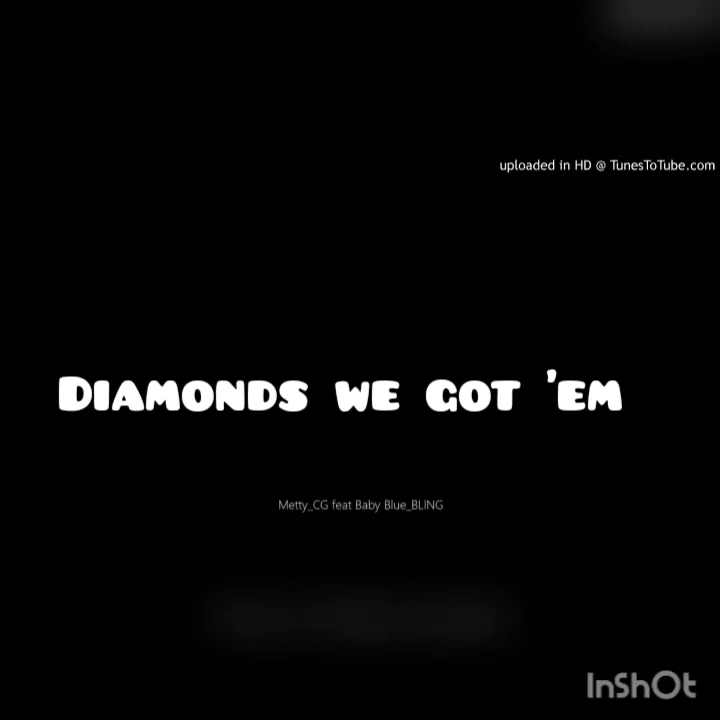 uploaded in HD @ TunesToTube.com
DIAMONDS WE GOT 'EM
Metty_CG feat Baby Blue_BLING
InShOt